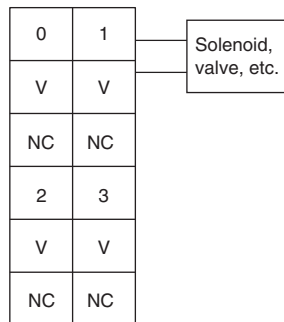 0 1
Solenoid,
valve, etc.
V V
NC NC
2 3
V V
NC NC